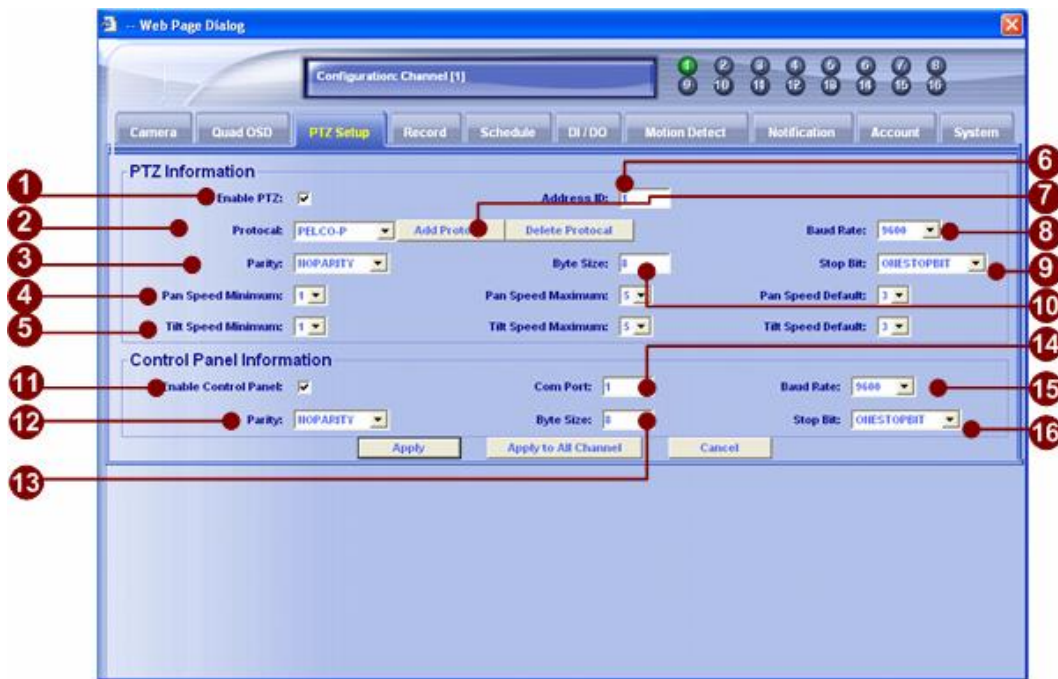 -- Web Page Dialog
Configuration: Channel [1]
1 2 3 4 5 6 7 8
9 10 11 12 13 14 15 16
Camera Quad OSD PTZ Setup Record Schedule DI / DO Motion Detect Notification Account System
PTZ Information
1 Enable PTZ: Address ID: 1 6
2 Protocal: PELCO-P Add Proto Delete Protocal Baud Rate: 9600 7 8
3 Parity: NOPARITY Byte Size: 8 Stop Bit: ONESTOPBIT 9
4 Pan Speed Minimum: 1 Pan Speed Maximum: 5 Pan Speed Default: 3 10
5 Tilt Speed Minimum: 1 Tilt Speed Maximum: 5 Tilt Speed Default: 3
Control Panel Information 14
11 Enable Control Panel: Com Port: 1 Baud Rate: 9600 15
12 Parity: NOPARITY Byte Size: 8 Stop Bit: ONESTOPBIT 16
Apply Apply to All Channel Cancel
13